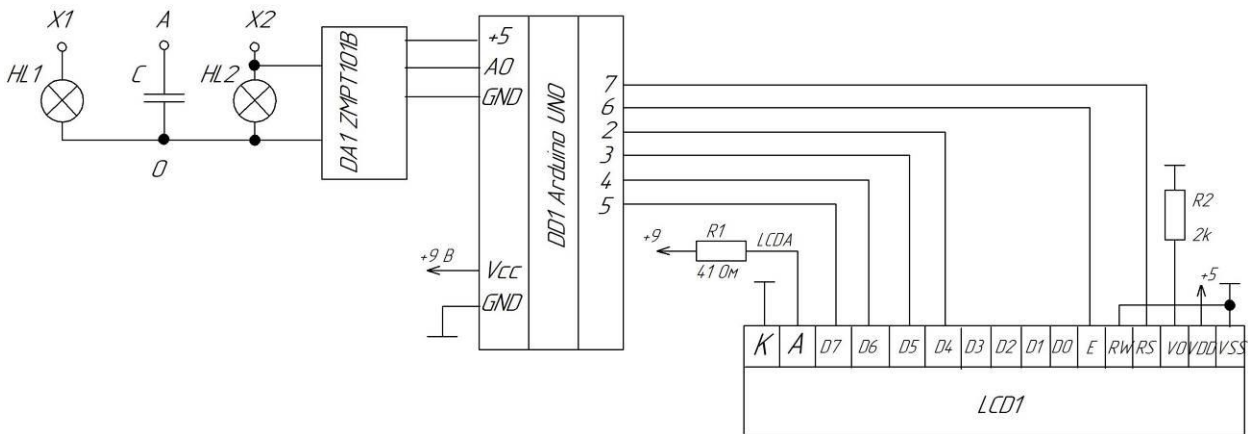 X1
A
X2
HL1
C
HL2
O
DA1 ZMPT101B
+5
A0
GND
+9 В
Vcc
GND
DD1 Arduino UNO
7
6
2
3
4
5
+9
R1
41 Ом
LCDA
R2
2k
+5
K A D7 D6 D5 D4 D3 D2 D1 D0 E RW RS V0 VDD VSS
LCD1